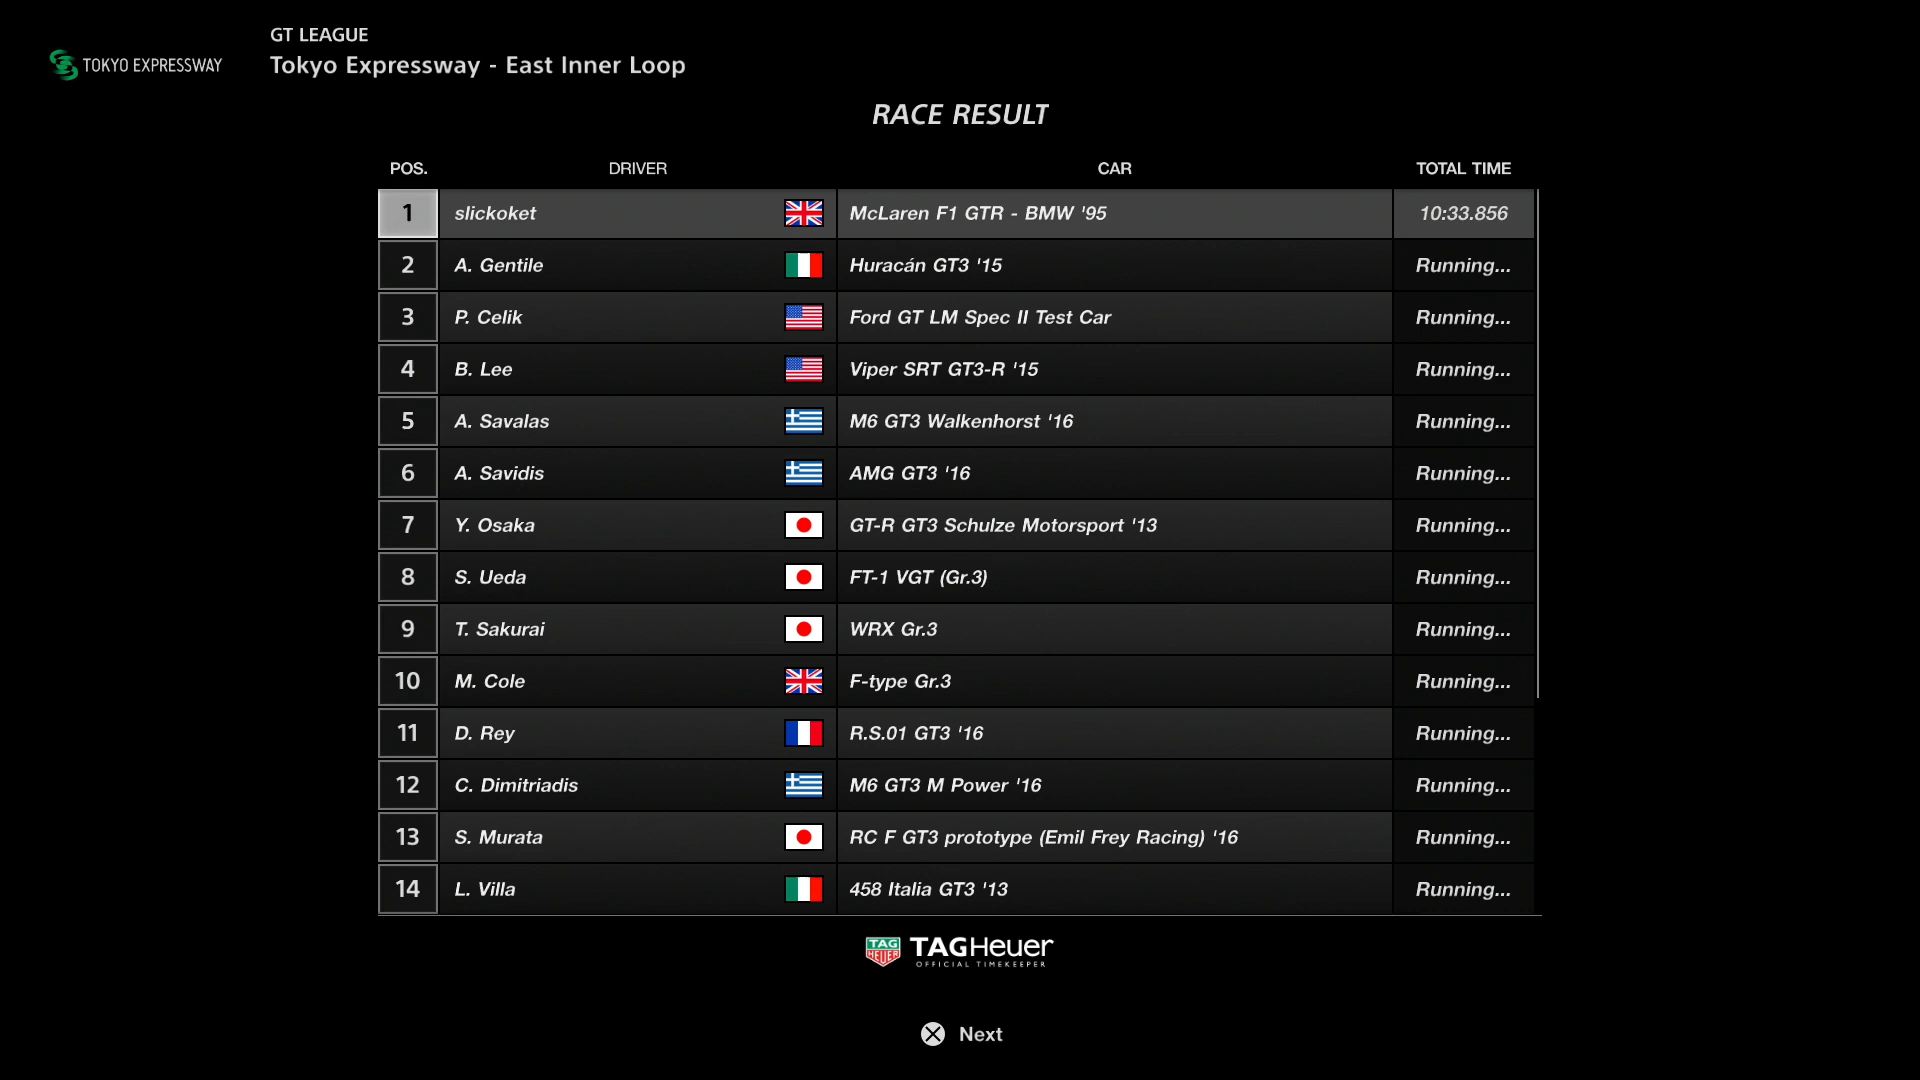 TOKYO EXPRESSWAY
GT LEAGUE
Tokyo Expressway - East Inner Loop
RACE RESULT
POS. DRIVER CAR TOTAL TIME
1 slickoket McLaren F1 GTR - BMW '95 10:33.856
2 A. Gentile Huracán GT3 '15 Running...
3 P. Celik Ford GT LM Spec II Test Car Running...
4 B. Lee Viper SRT GT3-R '15 Running...
5 A. Savalas M6 GT3 Walkenhorst '16 Running...
6 A. Savidis AMG GT3 '16 Running...
7 Y. Osaka GT-R GT3 Schulze Motorsport '13 Running...
8 S. Ueda FT-1 VGT (Gr.3) Running...
9 T. Sakurai WRX Gr.3 Running...
10 M. Cole F-type Gr.3 Running...
11 D. Rey R.S.01 GT3 '16 Running...
12 C. Dimitriadis M6 GT3 M Power '16 Running...
13 S. Murata RC F GT3 prototype (Emil Frey Racing) '16 Running...
14 L. Villa 458 Italia GT3 '13 Running...
TAG HEUER
TAGHeuer
OFFICIAL TIMEKEEPER
Next